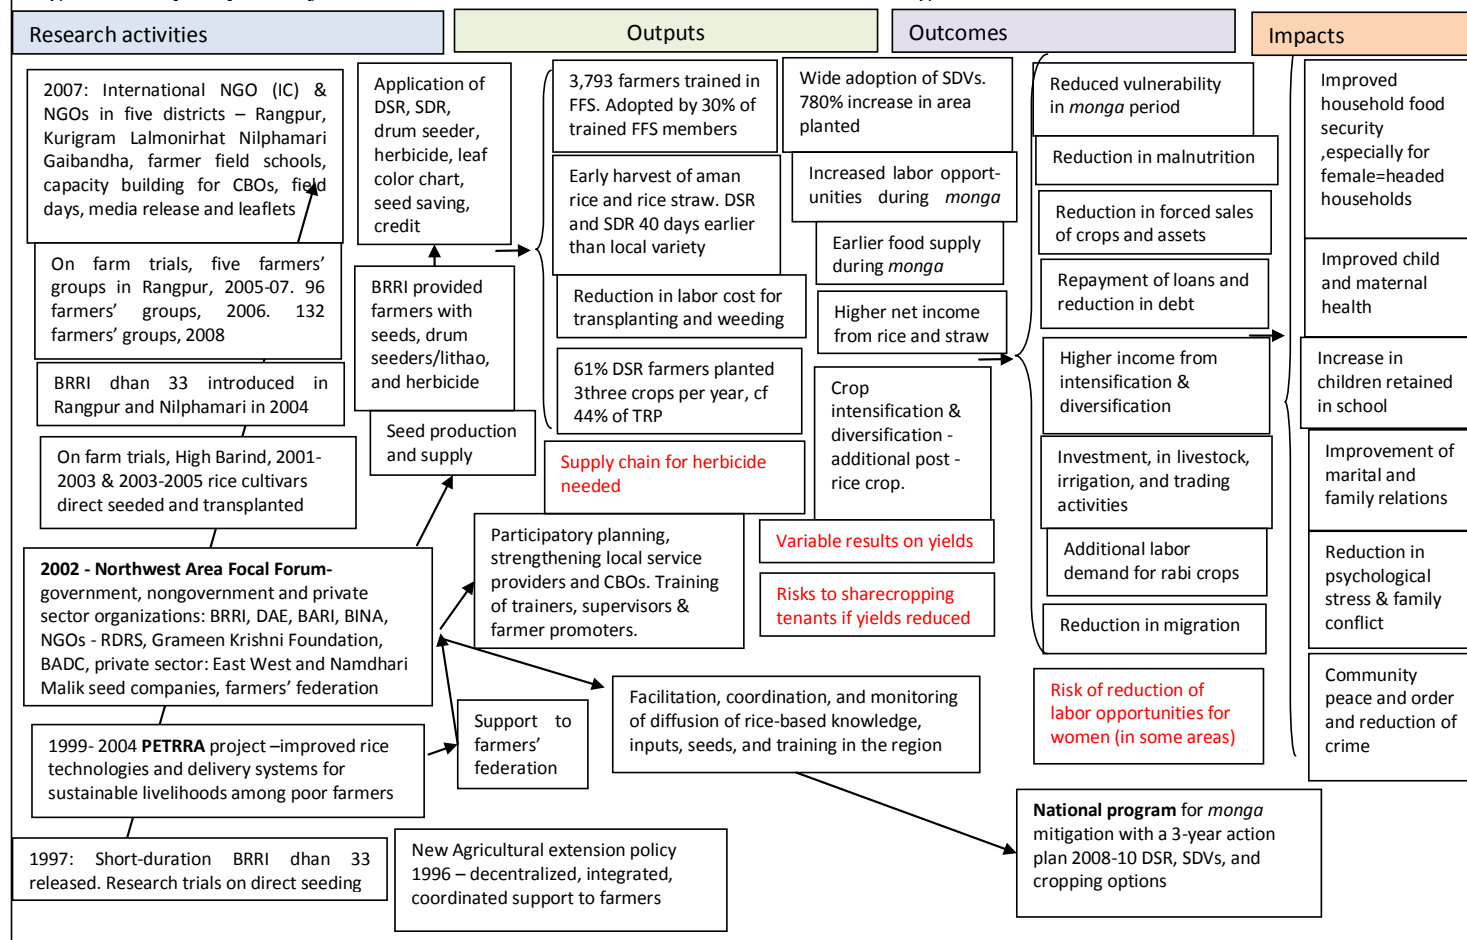 Research activities
Outputs
Outcomes
Impacts
2007: International NGO (IC) &
NGOs in five districts – Rangpur,
Kurigram Lalmonirhat Nilphamari
Gaibandha, farmer field schools,
capacity building for CBOs, field
days, media release and leaflets
On farm trials, five farmers’
groups in Rangpur, 2005-07. 96
farmers’ groups, 2006. 132
farmers’ groups, 2008
BRRI dhan 33 introduced in
Rangpur and Nilphamari in 2004
On farm trials, High Barind, 2001-
2003 & 2003-2005 rice cultivars
direct seeded and transplanted
2002 - Northwest Area Focal Forum-
government, nongovernment and private
sector organizations: BRRI, DAE, BARI, BINA,
NGOs - RDRS, Grameen Krishni Foundation,
BADC, private sector: East West and Namdhari
Malik seed companies, farmers’ federation
1999- 2004 PETRRA project –improved rice
technologies and delivery systems for
sustainable livelihoods among poor farmers
1997: Short-duration BRRI dhan 33
released. Research trials on direct seeding
Application of
DSR, SDR,
drum seeder,
herbicide, leaf
color chart,
seed saving,
credit
BRRI provided
farmers with
seeds, drum
seeders/lithao,
and herbicide
Seed production
and supply
3,793 farmers trained in
FFS. Adopted by 30% of
trained FFS members
Early harvest of aman
rice and rice straw. DSR
and SDR 40 days earlier
than local variety
Reduction in labor cost for
transplanting and weeding
61% DSR farmers planted
3three crops per year, cf
44% of TRP
Supply chain for herbicide
needed
Participatory planning,
strengthening local service
providers and CBOs. Training
of trainers, supervisors &
farmer promoters.
Support to
farmers’
federation
New Agricultural extension policy
1996 – decentralized, integrated,
coordinated support to farmers
Facilitation, coordination, and monitoring
of diffusion of rice-based knowledge,
inputs, seeds, and training in the region
Wide adoption of SDVs.
780% increase in area
planted
Increased labor opport-
unities during monga
Earlier food supply
during monga
Higher net income
from rice and straw
Crop
intensification &
diversification -
additional post -
rice crop.
Variable results on yields
Risks to sharecropping
tenants if yields reduced
Reduced vulnerability
in monga period
Reduction in malnutrition
Reduction in forced sales
of crops and assets
Repayment of loans and
reduction in debt
Higher income from
intensification &
diversification
Investment, in livestock,
irrigation, and trading
activities
Additional labor
demand for rabi crops
Reduction in migration
Risk of reduction of
labor opportunities for
women (in some areas)
National program for monga
mitigation with a 3-year action
plan 2008-10 DSR, SDVs, and
cropping options
Improved
household food
security
,especially for
female=headed
households
Improved child
and maternal
health
Increase in
children retained
in school
Improvement of
marital and
family relations
Reduction in
psychological
stress & family
conflict
Community
peace and order
and reduction of
crime